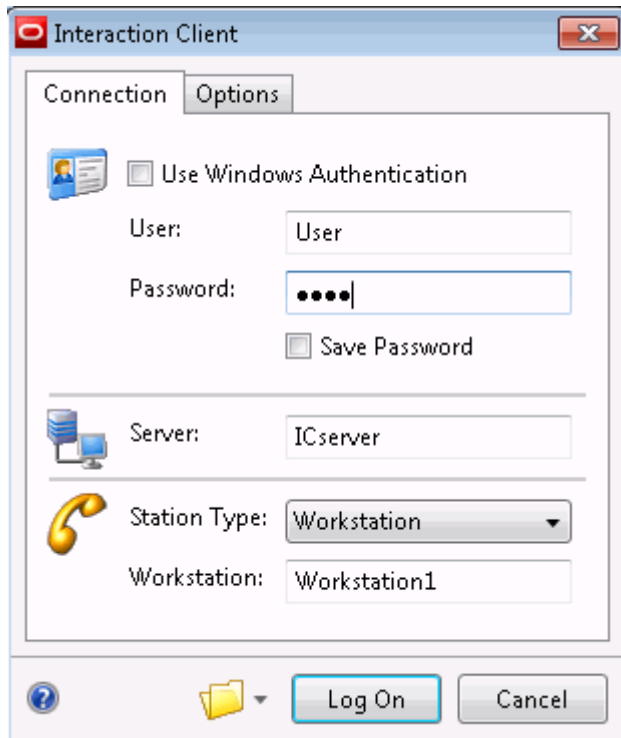 Interaction Client
Connection Options
Use Windows Authentication
User: User
Password: ••••
Save Password
Server: ICserver
Station Type: Workstation
Workstation: Workstation1
? Log On Cancel